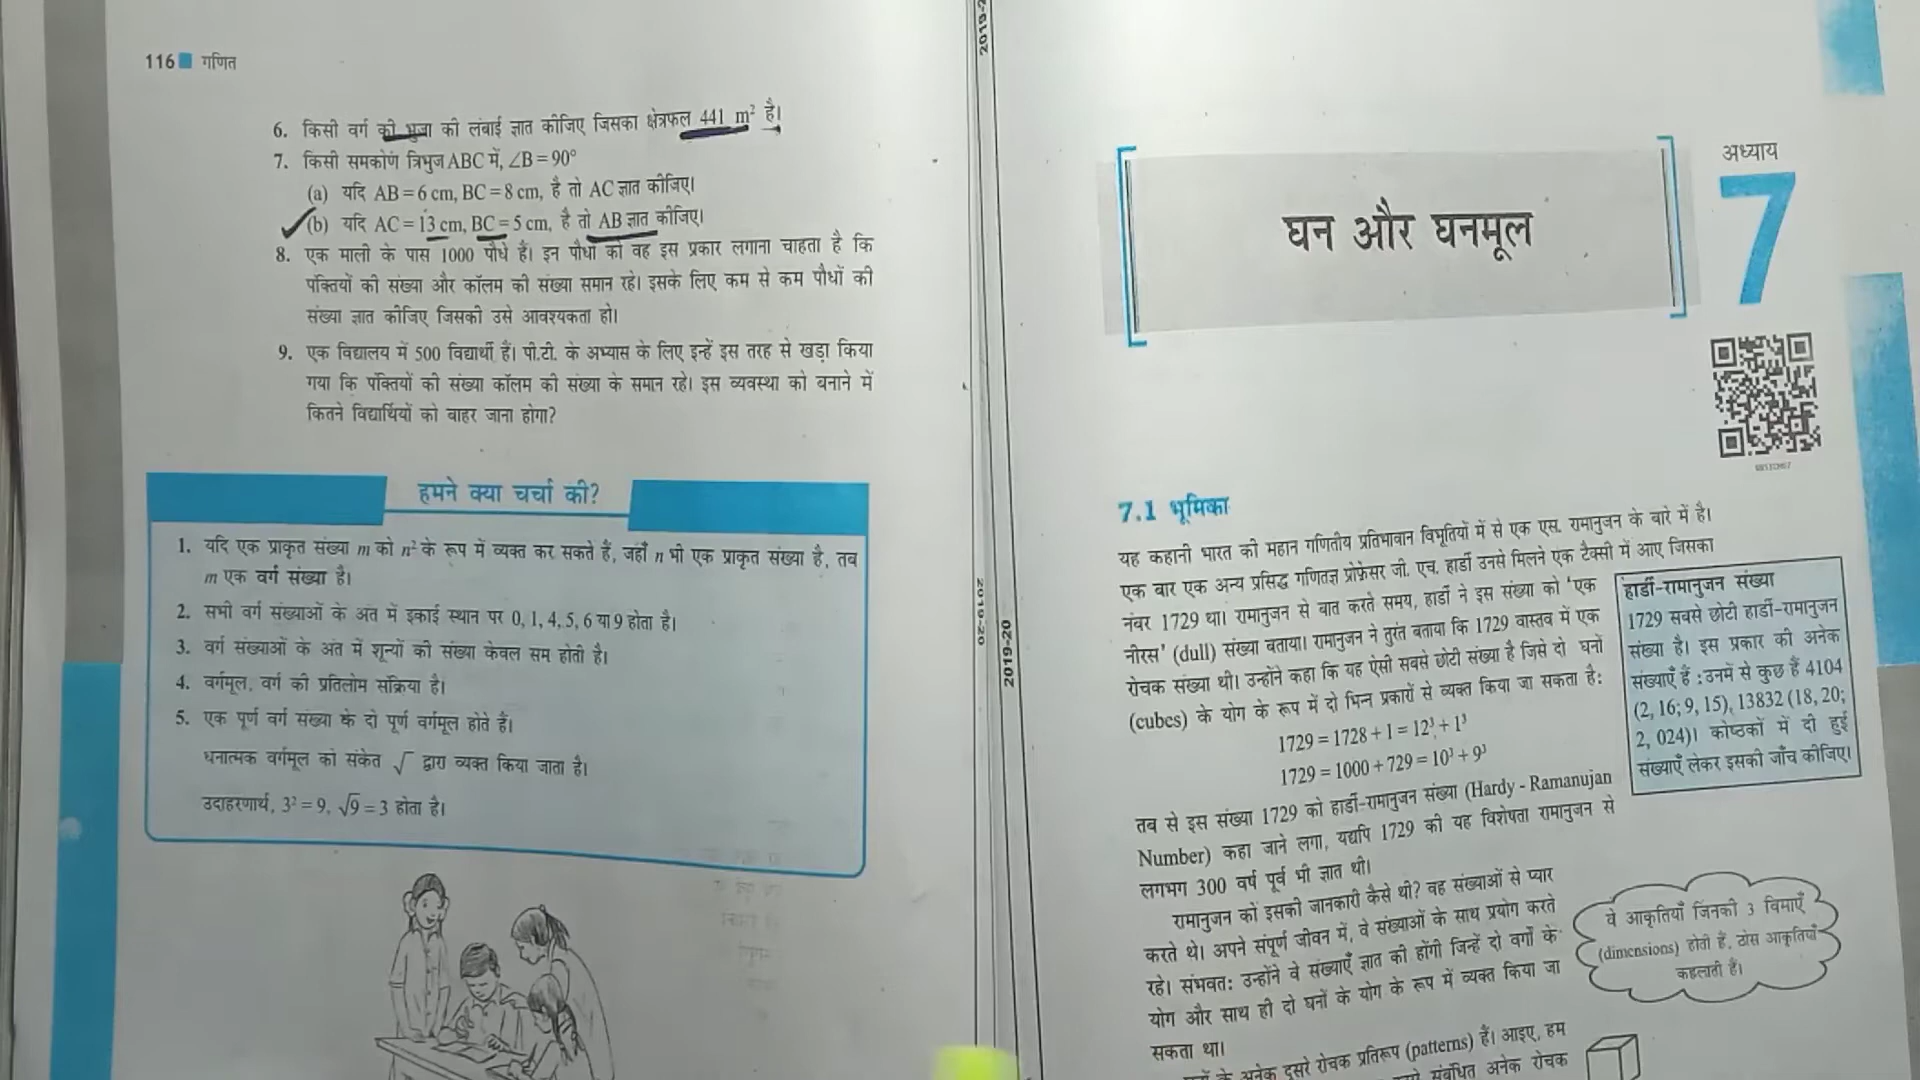 116 गणित
6. किसी वर्ग की भुजा की लंबाई ज्ञात कीजिए जिसका क्षेत्रफल 441 m² है।
7. किसी समकोण त्रिभुज ABC में, ∠B = 90°
(a) यदि AB = 6 cm, BC = 8 cm, है तो AC ज्ञात कीजिए।
(b) यदि AC = 13 cm, BC = 5 cm, है तो AB ज्ञात कीजिए।
8. एक माली के पास 1000 पौधे हैं। इन पौधों को वह इस प्रकार लगाना चाहता है कि
पंक्तियों की संख्या और कॉलम की संख्या समान रहे। इसके लिए कम से कम पौधों की
संख्या ज्ञात कीजिए जिसकी उसे आवश्यकता हो।
9. एक विद्यालय में 500 विद्यार्थी हैं। पी.टी. के अभ्यास के लिए इन्हें इस तरह से खड़ा किया
गया कि पंक्तियों की संख्या कॉलम की संख्या के समान रहे। इस व्यवस्था को बनाने में
कितने विद्यार्थियों को बाहर जाना होगा?
हमने क्या चर्चा की?
1. यदि एक प्राकृत संख्या m को n² के रूप में व्यक्त कर सकते हैं, जहाँ n भी एक प्राकृत संख्या है, तब
m एक वर्ग संख्या है।
2. सभी वर्ग संख्याओं के अंत में इकाई स्थान पर 0, 1, 4, 5, 6 या 9 होता है।
3. वर्ग संख्याओं के अंत में शून्यों की संख्या केवल सम होती है।
4. वर्गमूल, वर्ग की प्रतिलोम संक्रिया है।
5. एक पूर्ण वर्ग संख्या के दो पूर्ण वर्गमूल होते हैं।
धनात्मक वर्गमूल को संकेत √ द्वारा व्यक्त किया जाता है।
उदाहरणार्थ, 3² = 9, √9 = 3 होता है।
2019-20
2019-20
अध्याय
7
घन और घनमूल
7.1 भूमिका
यह कहानी भारत की महान गणितीय प्रतिभावान विभूतियों में से एक एस. रामानुजन के बारे में है।
एक बार एक अन्य प्रसिद्ध गणितज्ञ प्रोफ़ेसर जी. एच. हार्डी उनसे मिलने एक टैक्सी में आए जिसका
नंबर 1729 था। रामानुजन से बात करते समय, हार्डी ने इस संख्या को 'एक
नीरस' (dull) संख्या बताया। रामानुजन ने तुरंत बताया कि 1729 वास्तव में एक
रोचक संख्या थी। उन्होंने कहा कि यह ऐसी सबसे छोटी संख्या है जिसे दो घनों
(cubes) के योग के रूप में दो भिन्न प्रकारों से व्यक्त किया जा सकता है:
1729 = 1728 + 1 = 12³ + 1³
1729 = 1000 + 729 = 10³ + 9³
तब से इस संख्या 1729 को हार्डी-रामानुजन संख्या (Hardy - Ramanujan
Number) कहा जाने लगा, यद्यपि 1729 की यह विशेषता रामानुजन से
लगभग 300 वर्ष पूर्व भी ज्ञात थी।
रामानुजन को इसकी जानकारी कैसे थी? वह संख्याओं से प्यार
करते थे। अपने संपूर्ण जीवन में, वे संख्याओं के साथ प्रयोग करते
रहे। संभवत: उन्होंने वे संख्याएँ ज्ञात की होंगी जिन्हें दो वर्गों के
योग और साथ ही दो घनों के योग के रूप में व्यक्त किया जा
सकता था।
के अनेक दूसरे रोचक प्रतिरूप (patterns) हैं। आइए, हम
संबंधित अनेक रोचक
हार्डी-रामानुजन संख्या
1729 सबसे छोटी हार्डी-रामानुजन
संख्या है। इस प्रकार की अनेक
संख्याएँ हैं : उनमें से कुछ हैं 4104
(2, 16; 9, 15), 13832 (18, 20;
2, 024)। कोष्ठकों में दी हुई
संख्याएँ लेकर इसकी जाँच कीजिए।
वे आकृतियाँ जिनकी 3 विमाएँ
(dimensions) होती हैं, ठोस आकृतियाँ
कहलाती हैं।